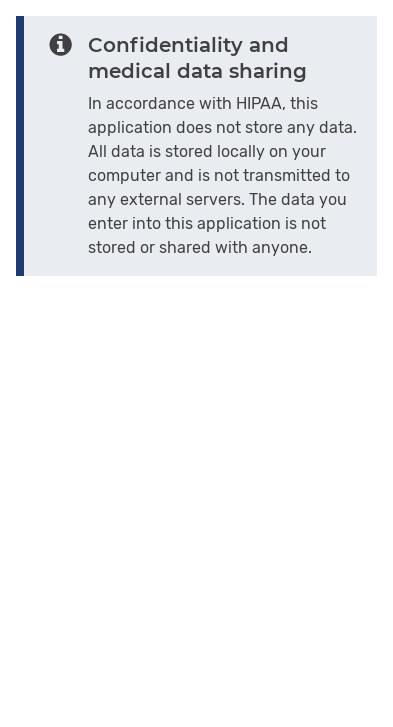 Confidentiality and
medical data sharing
In accordance with HIPAA, this
application does not store any data.
All data is stored locally on your
computer and is not transmitted to
any external servers. The data you
enter into this application is not
stored or shared with anyone.